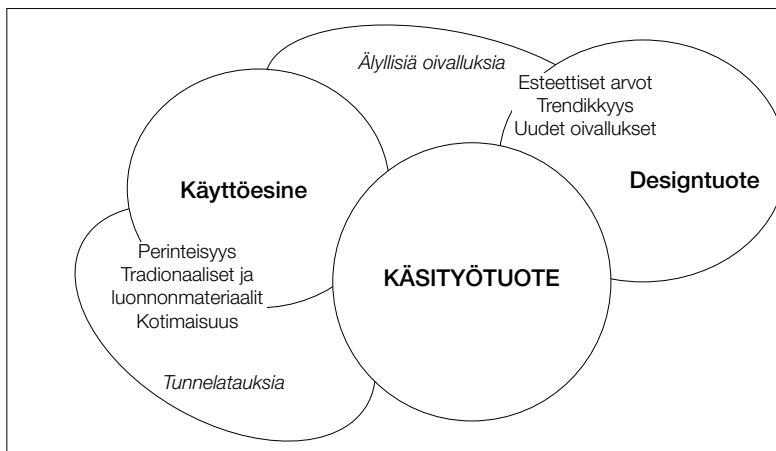 Älyllisiä oivalluksia
Esteettiset arvot
Trendikkyys
Uudet oivallukset
Käyttöesine
Designtuote
Perinteisyys
Tradionaaliset ja
luonnonmateriaalit
Kotimaisuus
KÄSITYÖTUOTE
Tunnelatauksia